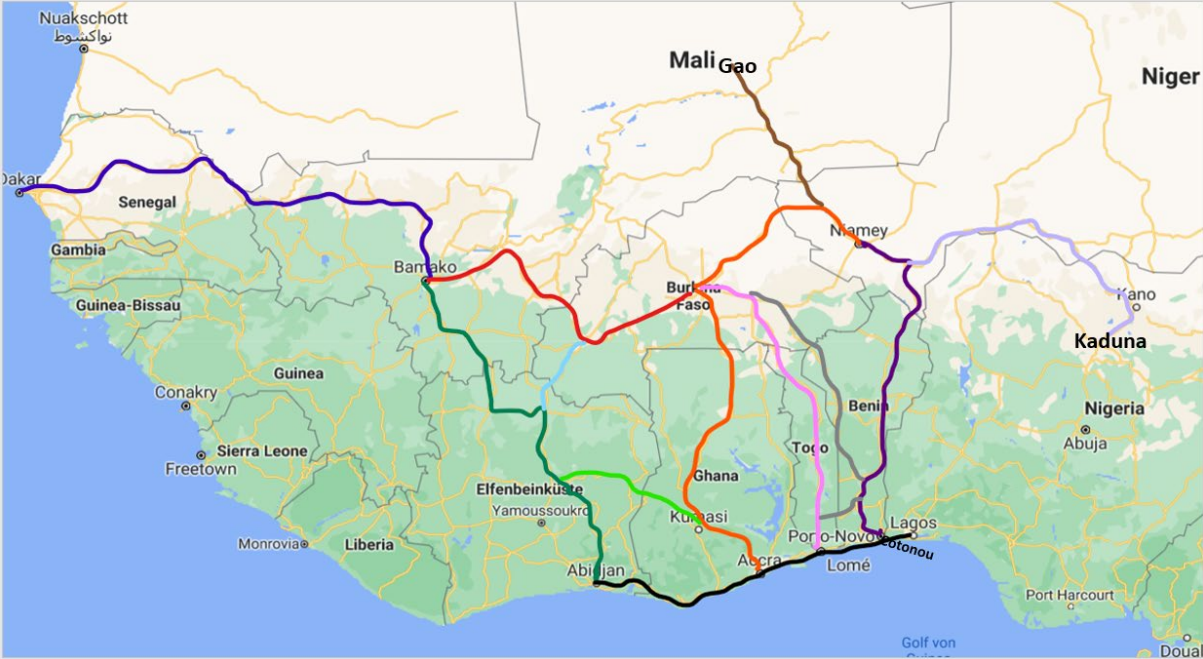 Nuakschott
نواكشوط
Mali Gao
Niger
Dakar
Senegal
Gambia
Niamey
Bamako
Burkina
Faso
Kano
Guinea-Bissau
Kaduna
Guinea
Conakry
Benin
Nigeria
Abuja
Sierra Leone
Togo
Freetown
Ghana
Elfenbeinküste
Yamoussoukro
Kumasi
Lagos
Porto-Novo
Cotonou
Monrovia
Liberia
Accra
Lomé
Abidjan
Port Harcourt
Golf von
Guinea
Doual